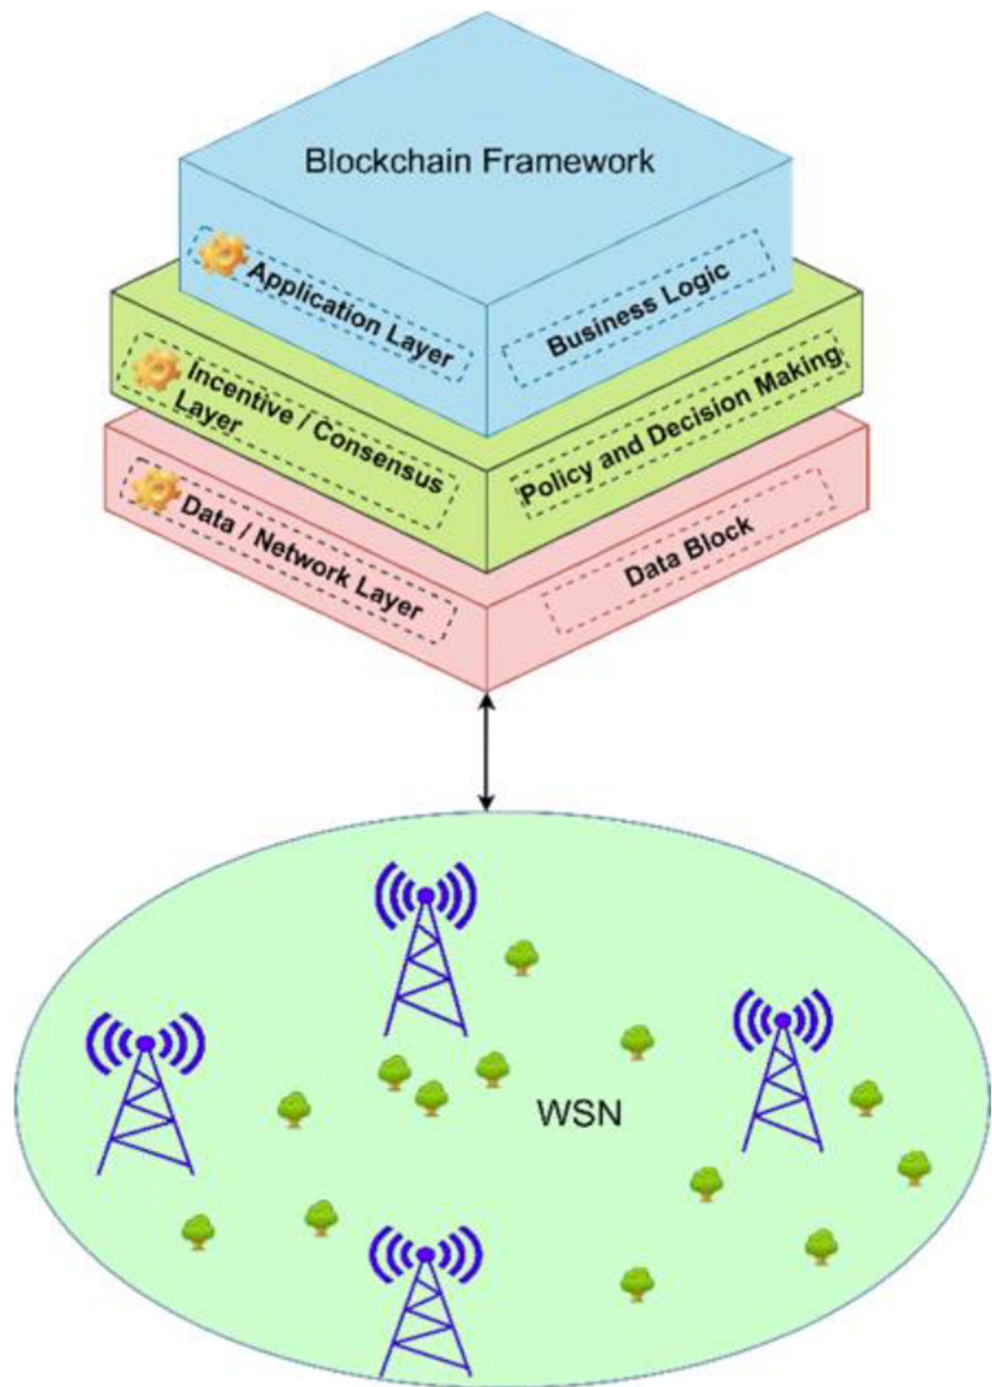 Blockchain Framework
Application Layer
Business Logic
Incentive / Consensus
Layer
Policy and Decision Making
Data / Network Layer
Data Block
WSN